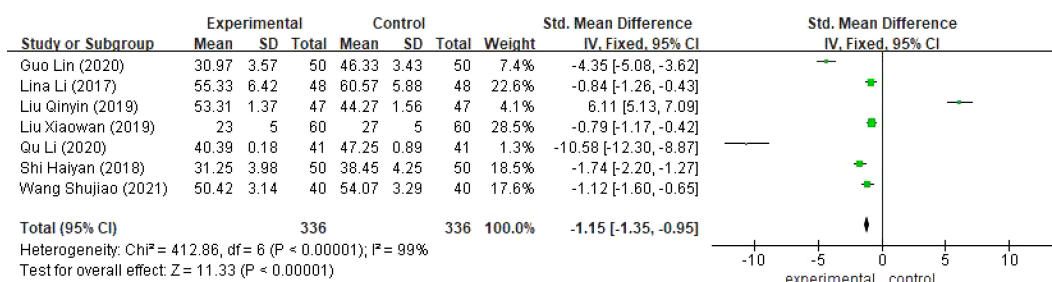 Experimental Control Std. Mean Difference Std. Mean Difference
Study or Subgroup Mean SD Total Mean SD Total Weight IV, Fixed, 95% CI IV, Fixed, 95% CI
Guo Lin (2020) 30.97 3.57 50 46.33 3.43 50 7.4% -4.35 [-5.08, -3.62]
Lina Li (2017) 55.33 6.42 48 60.57 5.88 48 22.6% -0.84 [-1.26, -0.43]
Liu Qinyin (2019) 53.31 1.37 47 44.27 1.56 47 4.1% 6.11 [5.13, 7.09]
Liu Xiaowan (2019) 23 5 60 27 5 60 28.5% -0.79 [-1.17, -0.42]
Qu Li (2020) 40.39 0.18 41 47.25 0.89 41 1.3% -10.58 [-12.30, -8.87]
Shi Haiyan (2018) 31.25 3.98 50 38.45 4.25 50 18.5% -1.74 [-2.20, -1.27]
Wang Shujiao (2021) 50.42 3.14 40 54.07 3.29 40 17.6% -1.12 [-1.60, -0.65]
Total (95% CI) 336 336 100.0% -1.15 [-1.35, -0.95]
Heterogeneity: Chi² = 412.86, df = 6 (P < 0.00001); I² = 99%
Test for overall effect: Z = 11.33 (P < 0.00001)
-10 -5 0 5 10
experimental control